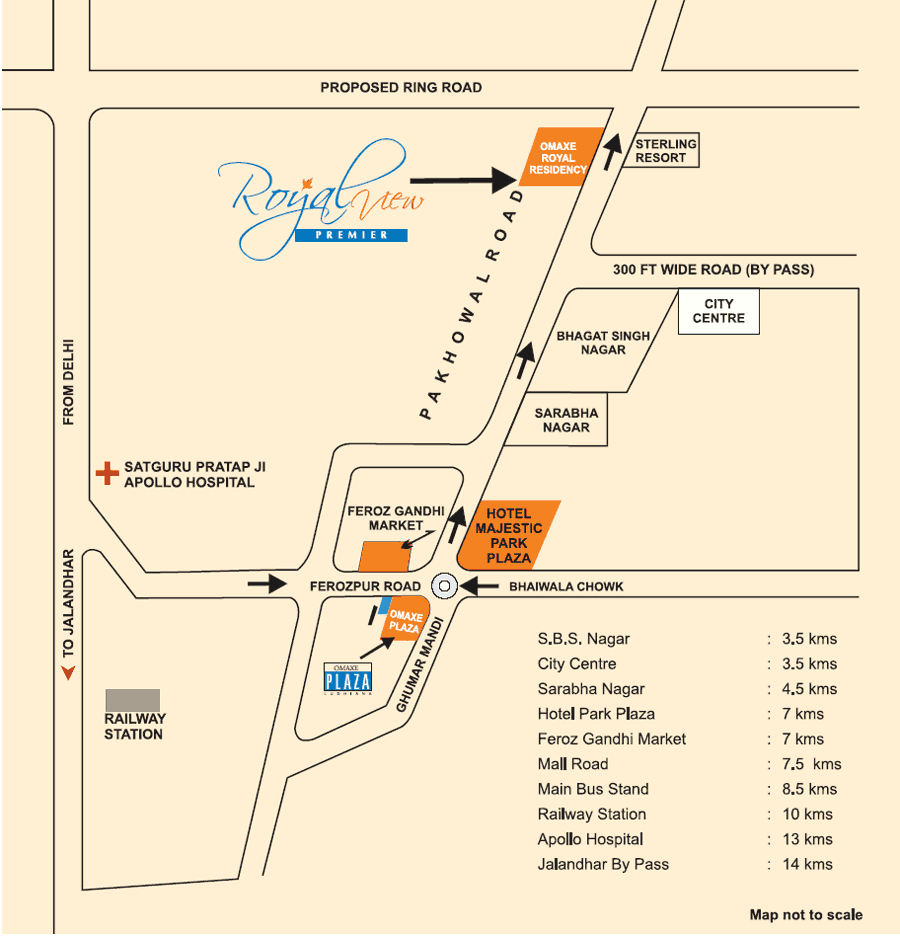 PROPOSED RING ROAD
OMAXE
ROYAL
RESIDENCY
STERLING
RESORT
Royal View
PREMIER
PAKHOWAL ROAD
300 FT WIDE ROAD (BY PASS)
CITY
CENTRE
BHAGAT SINGH
NAGAR
FROM DELHI
SARABHA
NAGAR
SATGURU PRATAP JI
APOLLO HOSPITAL
FEROZ GANDHI
MARKET
HOTEL
MAJESTIC
PARK
PLAZA
TO JALANDHAR
FEROZPUR ROAD
BHAIWALA CHOWK
OMAXE
PLAZA
GHUMAR MANDI
OMAXE
PLAZA
LUDHIANA
RAILWAY
STATION
S.B.S. Nagar : 3.5 kms
City Centre : 3.5 kms
Sarabha Nagar : 4.5 kms
Hotel Park Plaza : 7 kms
Feroz Gandhi Market : 7 kms
Mall Road : 7.5 kms
Main Bus Stand : 8.5 kms
Railway Station : 10 kms
Apollo Hospital : 13 kms
Jalandhar By Pass : 14 kms
Map not to scale